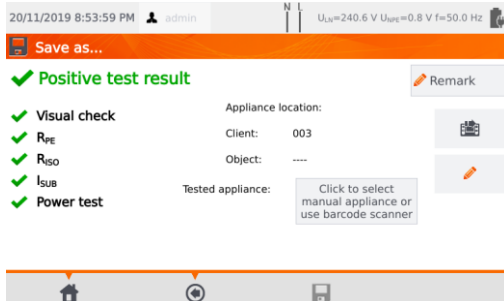 20/11/2019 8:53:59 PM admin N L ULN=240.6 V UNPE=0.8 V f=50.0 Hz
Save as...
Positive test result
Remark
Visual check
RPE
RISO
ISUB
Power test
Appliance location:
Client: 003
Object: ----
Tested appliance:
Click to select
manual appliance or
use barcode scanner